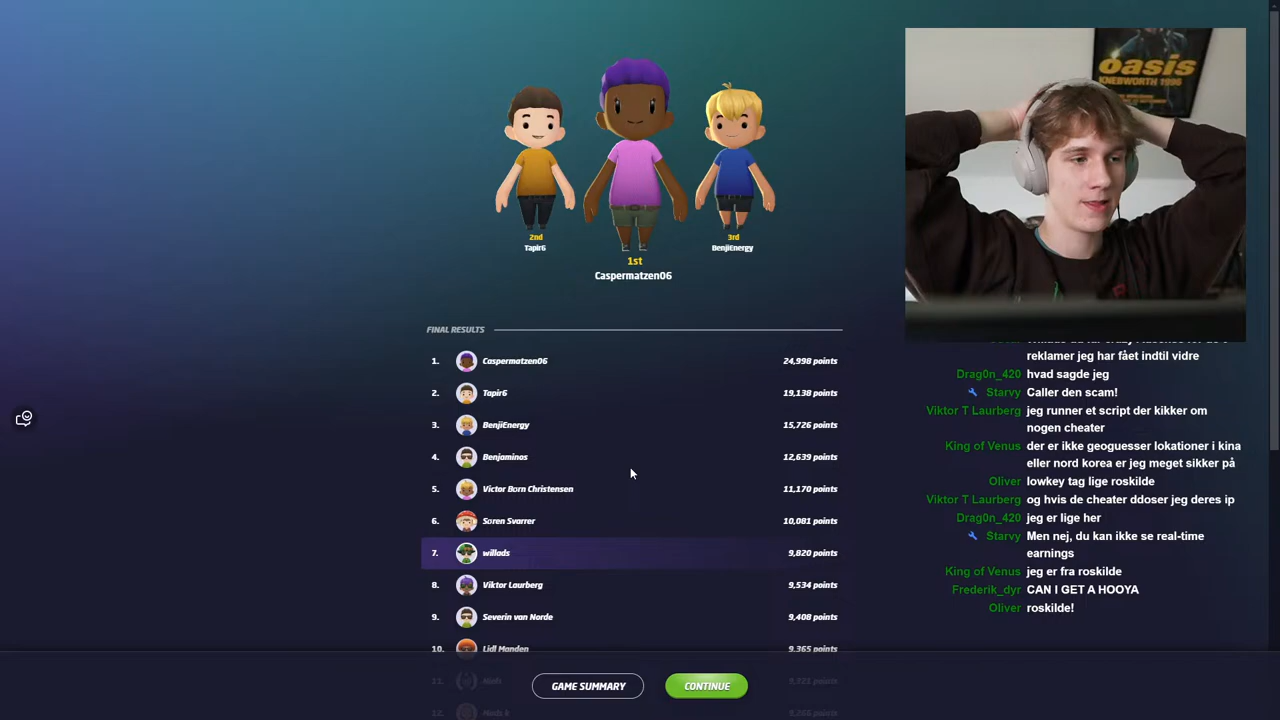 oasis
KNEBWORTH 1996
2nd
Tapir6
3rd
BenjiEnergy
1st
Caspermatzen06
FINAL RESULTS
1. Caspermatzen06 24,998 points
2. Tapir6 19,138 points
3. BenjiEnergy 15,726 points
4. Benjaminos 12,639 points
5. Victor Born Christensen 11,170 points
6. Søren Svarrer 10,081 points
7. willads 9,820 points
8. Viktor Laurberg 9,534 points
9. Severin van Norde 9,408 points
10. Lidl Manden 9,365 points
11.
12.
GAME SUMMARY
CONTINUE
reklamer jeg har fået indtil vidre
Drag0n_420 hvad sagde jeg
Starvy Caller den scam!
Viktor T Laurberg jeg runner et script der kikker om
nogen cheater
King of Venus der er ikke geoguesser lokationer i kina
eller nord korea er jeg meget sikker på
Oliver lowkey tag lige roskilde
Viktor T Laurberg og hvis de cheater ddoser jeg deres ip
Drag0n_420 jeg er lige her
Starvy Men nej, du kan ikke se real-time
earnings
King of Venus jeg er fra roskilde
Frederik_dyr CAN I GET A HOOYA
Oliver roskilde!